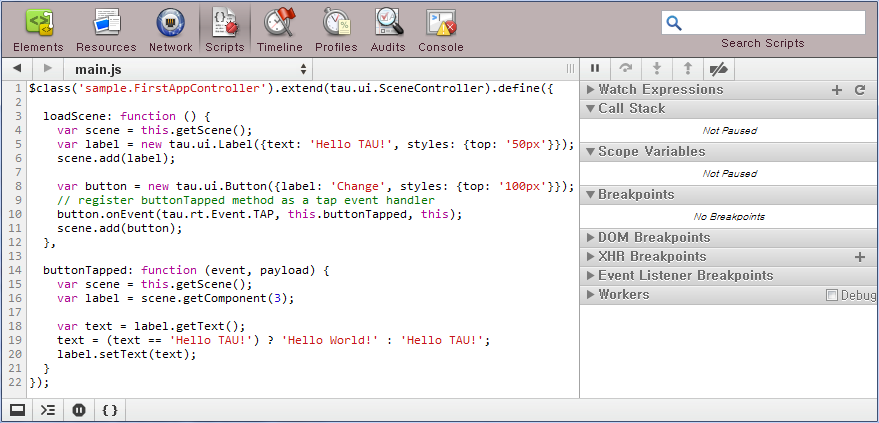 Elements Resources Network Scripts Timeline Profiles Audits Console
Search Scripts
main.js
1 $class('sample.FirstAppController').extend(tau.ui.SceneController).define({
2
3   loadScene: function () {
4     var scene = this.getScene();
5     var label = new tau.ui.Label({text: 'Hello TAU!', styles: {top: '50px'}});
6     scene.add(label);
7
8     var button = new tau.ui.Button({label: 'Change', styles: {top: '100px'}});
9     // register buttonTapped method as a tap event handler
10     button.onEvent(tau.rt.Event.TAP, this.buttonTapped, this);
11     scene.add(button);
12   },
13
14   buttonTapped: function (event, payload) {
15     var scene = this.getScene();
16     var label = scene.getComponent(3);
17
18     var text = label.getText();
19     text = (text == 'Hello TAU!') ? 'Hello World!' : 'Hello TAU!';
20     label.setText(text);
21   }
22 });
Watch Expressions
Call Stack
Not Paused
Scope Variables
Not Paused
Breakpoints
No Breakpoints
DOM Breakpoints
XHR Breakpoints
Event Listener Breakpoints
Workers Debug